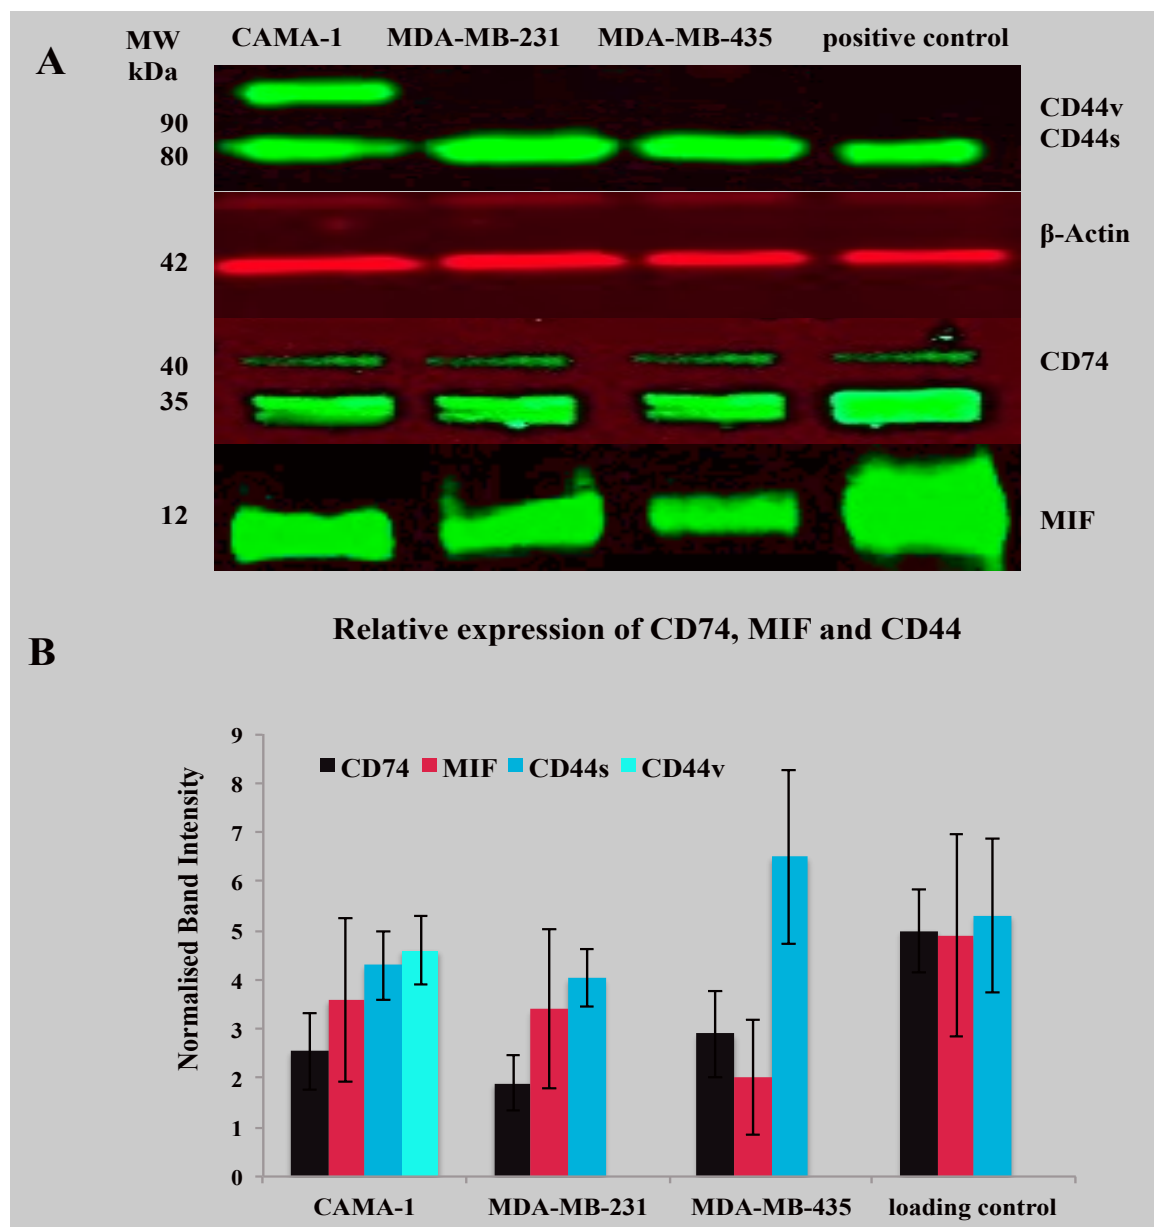 A
MW
kDa
CAMA-1 MDA-MB-231 MDA-MB-435 positive control
90
80
CD44v
CD44s
42
β-Actin
40
35
CD74
12
MIF
B
Relative expression of CD74, MIF and CD44
Normalised Band Intensity
9
8
7
6
5
4
3
2
1
0
CD74 MIF CD44s CD44v
CAMA-1 MDA-MB-231 MDA-MB-435 loading control